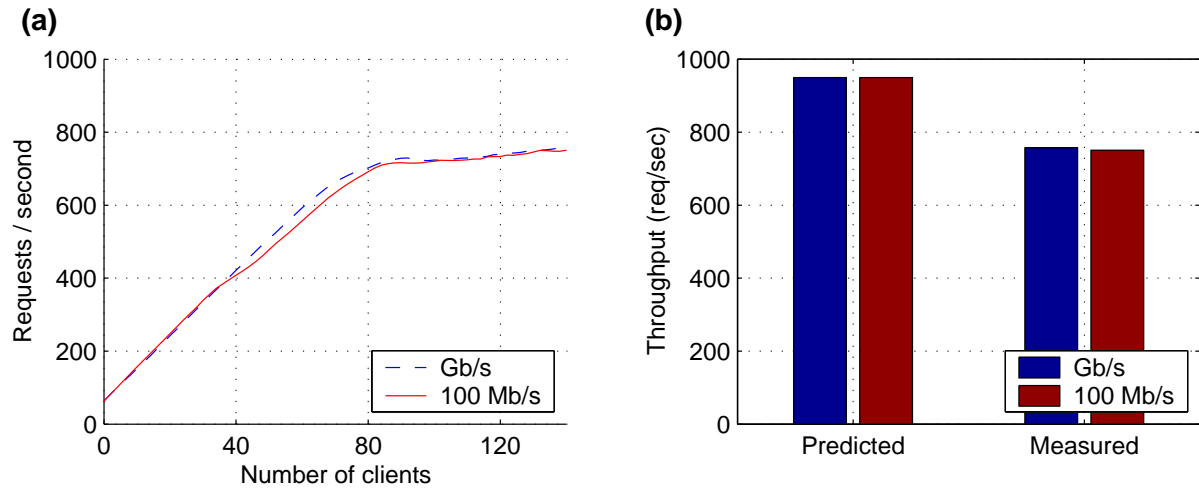 (a)
1000
800
600
400
200
0
Requests / second
0 40 80 120
Number of clients
Gb/s
100 Mb/s
(b)
1000
800
600
400
200
0
Throughput (req/sec)
Predicted Measured
Gb/s
100 Mb/s